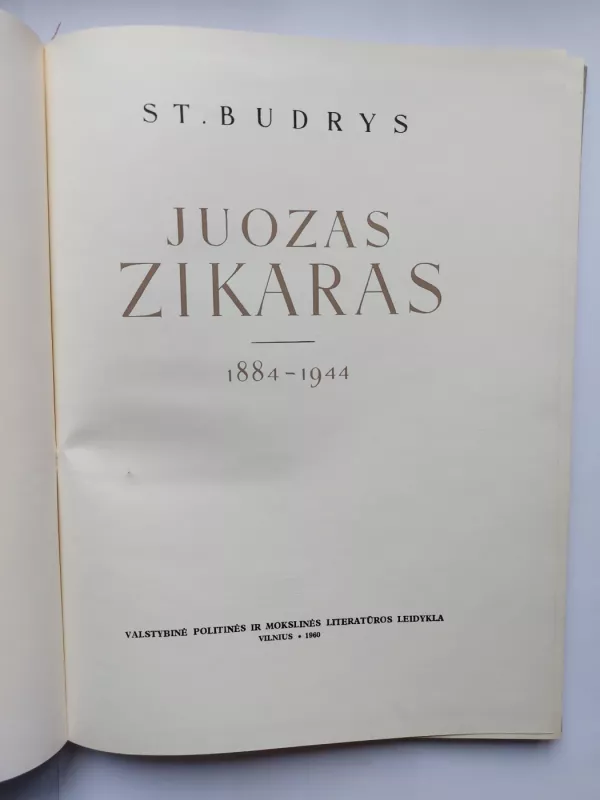 ST. BUDRYS
JUOZAS
ZIKARAS
1884-1944
VALSTYBINĖ POLITINĖS IR MOKSLINĖS LITERATŪROS LEIDYKLA
VILNIUS • 1960